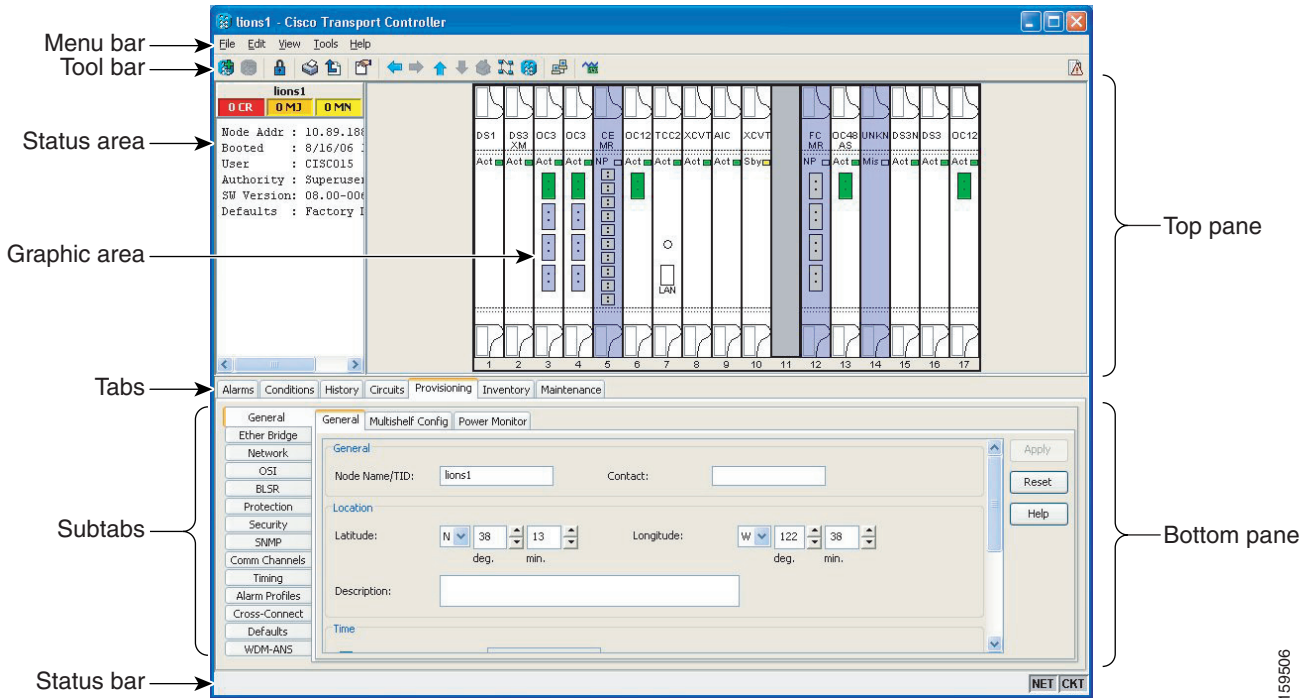 lions1 - Cisco Transport Controller
Menu bar
File Edit View Tools Help
Tool bar
lions1
0 CR 0 MJ 0 MN
Status area
Node Addr : 10.89.188
Booted : 8/16/06
User : CISCO15
Authority : Superuser
SW Version: 08.00-006
Defaults : Factory
Graphic area
DS1 DS3 XM OC3 OC3 CE MR OC12 TCC2 XCVT AIC XCVT FC MR OC48 AS UNKN DS3N DS3 OC12
Act Act Act Act NP Act Act Act Act Sby NP Act Mis Act Act Act
LAN
1 2 3 4 5 6 7 8 9 10 11 12 13 14 15 16 17
Top pane
Tabs
Alarms Conditions History Circuits Provisioning Inventory Maintenance
Subtabs
General
Ether Bridge
Network
OSI
BLSR
Protection
Security
SNMP
Comm Channels
Timing
Alarm Profiles
Cross-Connect
Defaults
WDM-ANS
General Multishelf Config Power Monitor
General
Node Name/TID: lions1 Contact:
Location
Latitude: N 38 13 Longitude: W 122 38
deg. min. deg. min.
Description:
Time
Apply
Reset
Help
Bottom pane
Status bar
NET CKT
159506